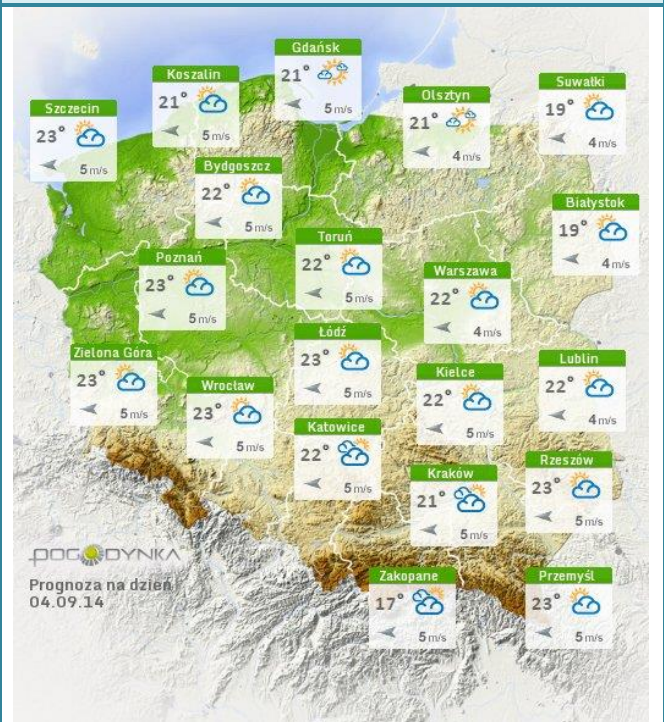 Gdańsk
21°
5 m/s
Koszalin
21°
5 m/s
Suwałki
19°
4 m/s
Olsztyn
21°
4 m/s
Szczecin
23°
5 m/s
Bydgoszcz
22°
5 m/s
Białystok
19°
4 m/s
Toruń
22°
5 m/s
Poznań
23°
5 m/s
Warszawa
22°
4 m/s
Łódź
23°
5 m/s
Zielona Góra
23°
5 m/s
Lublin
22°
4 m/s
Kielce
22°
5 m/s
Wrocław
23°
5 m/s
Katowice
22°
5 m/s
Rzeszów
23°
5 m/s
Kraków
21°
5 m/s
POGODYNKA
Prognoza na dzień
04.09.14
Zakopane
17°
5 m/s
Przemyśl
23°
5 m/s